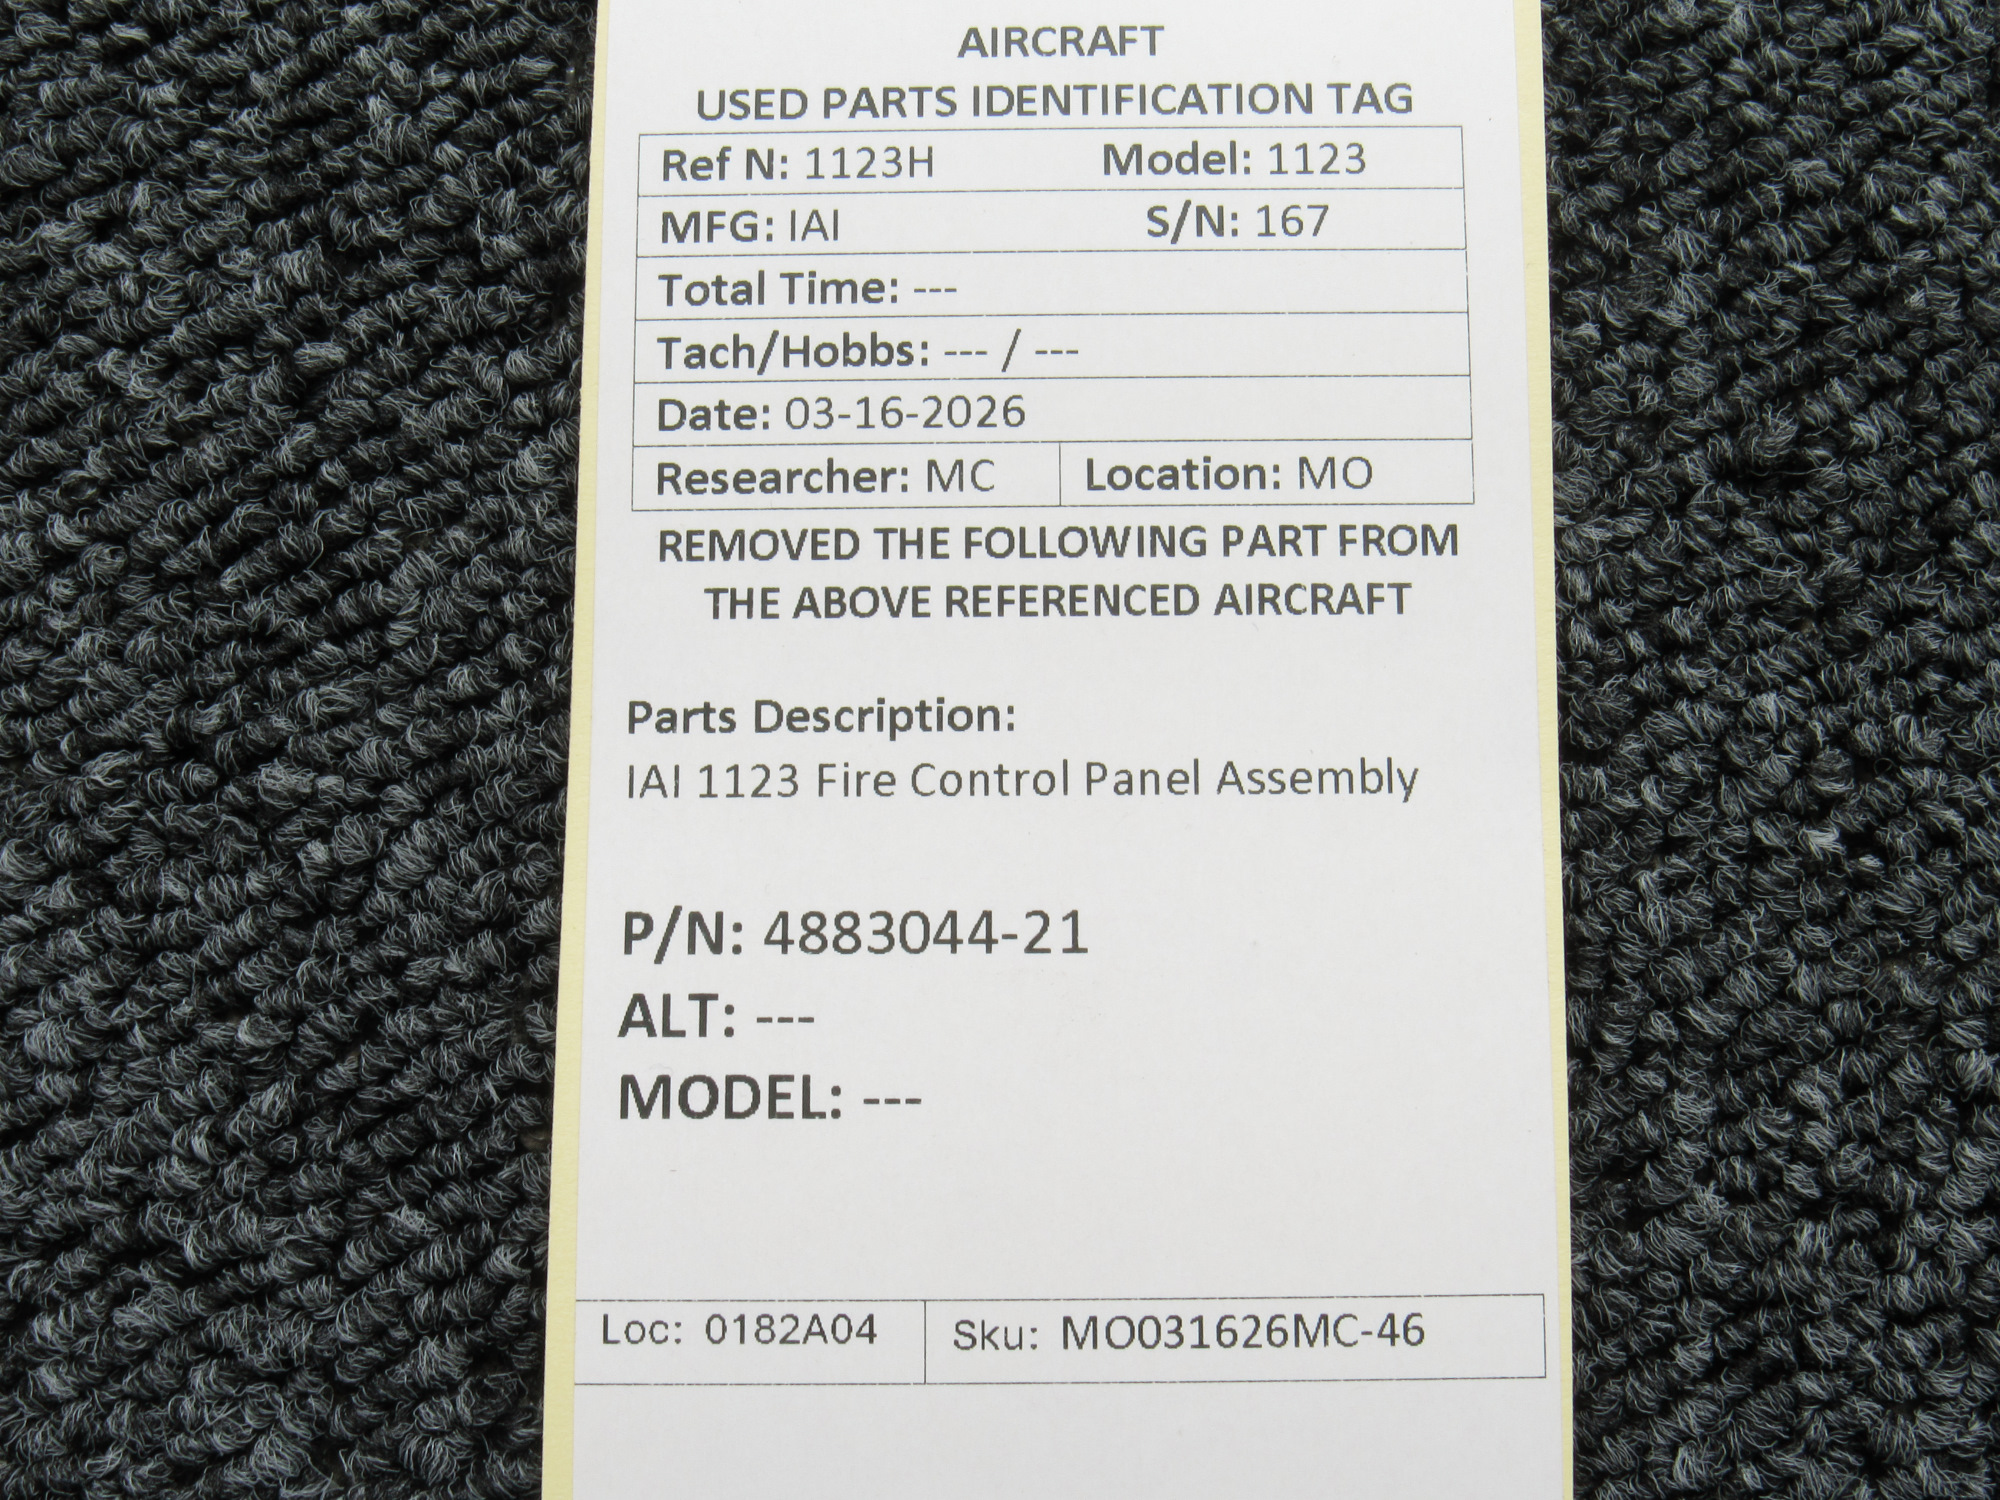 AIRCRAFT
USED PARTS IDENTIFICATION TAG
Ref N: 1123H Model: 1123
MFG: IAI S/N: 167
Total Time: ---
Tach/Hobbs: --- / ---
Date: 03-16-2026
Researcher: MC Location: MO
REMOVED THE FOLLOWING PART FROM
THE ABOVE REFERENCED AIRCRAFT
Parts Description:
IAI 1123 Fire Control Panel Assembly
P/N: 4883044-21
ALT: ---
MODEL: ---
Loc: 0182A04 Sku: MO031626MC-46